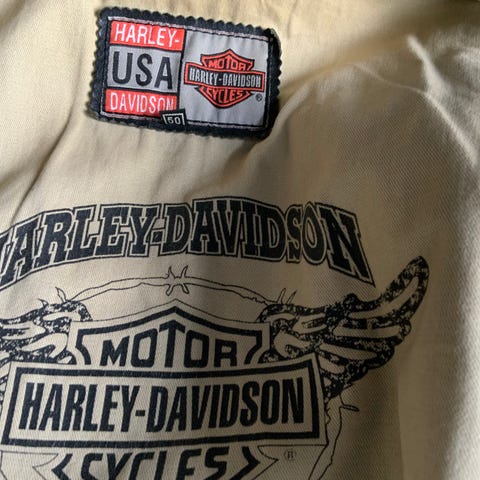 HARLEY-
USA
DAVIDSON
MOTOR
HARLEY-DAVIDSON
CYCLES
®
50
HARLEY-DAVIDSON
MOTOR
HARLEY-DAVIDSON
®
CYCLES